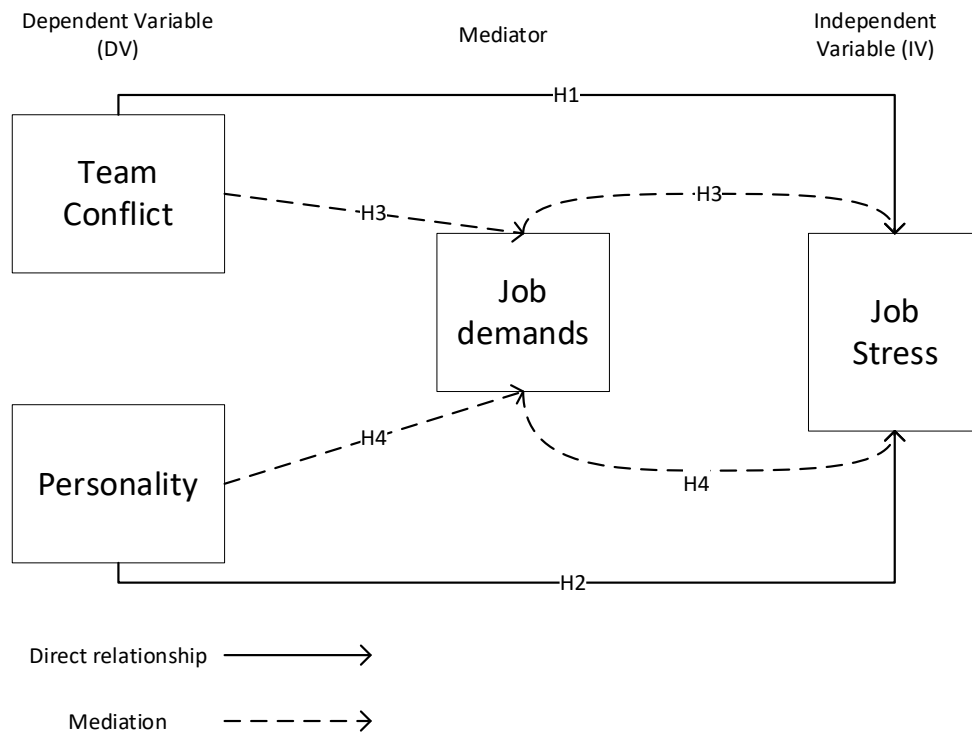 Dependent Variable
(DV)
Mediator
Independent
Variable (IV)
H1
Team
Conflict
H3
H3
Job
demands
Job
Stress
H4
Personality
H4
H2
Direct relationship
Mediation